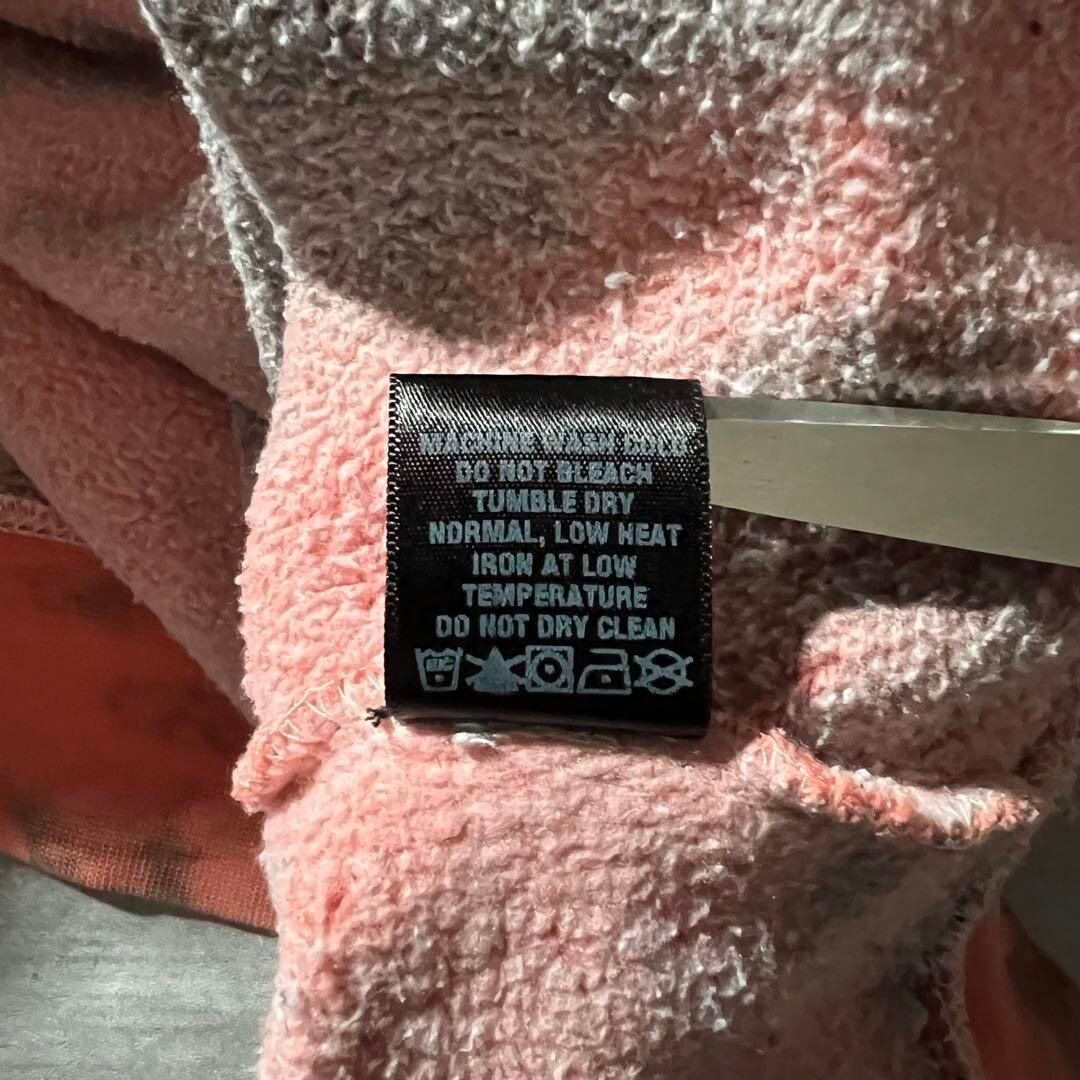 MACHINE WASH COLD
DO NOT BLEACH
TUMBLE DRY
NORMAL, LOW HEAT
IRON AT LOW
TEMPERATURE
DO NOT DRY CLEAN